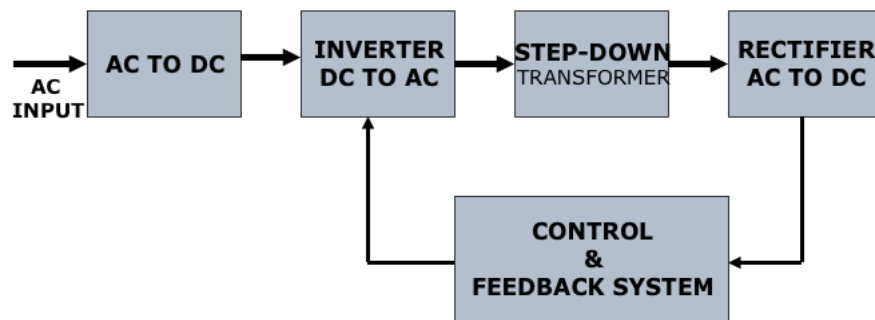 AC
INPUT
AC TO DC
INVERTER
DC TO AC
STEP-DOWN
TRANSFORMER
RECTIFIER
AC TO DC
CONTROL
&
FEEDBACK SYSTEM